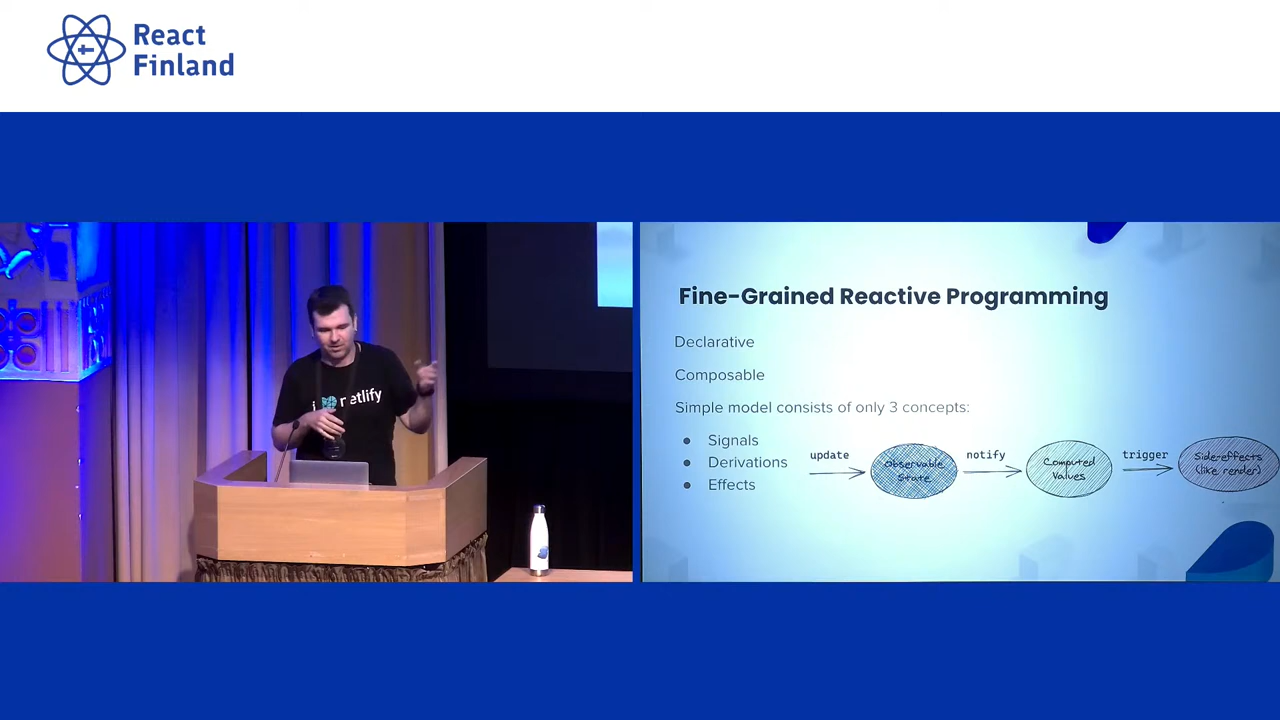 React
Finland
i netlify
Fine-Grained Reactive Programming
Declarative
Composable
Simple model consists of only 3 concepts:
Signals
Derivations
Effects
update
Observable
State
notify
Computed
Values
trigger
Side-effects
(like render)